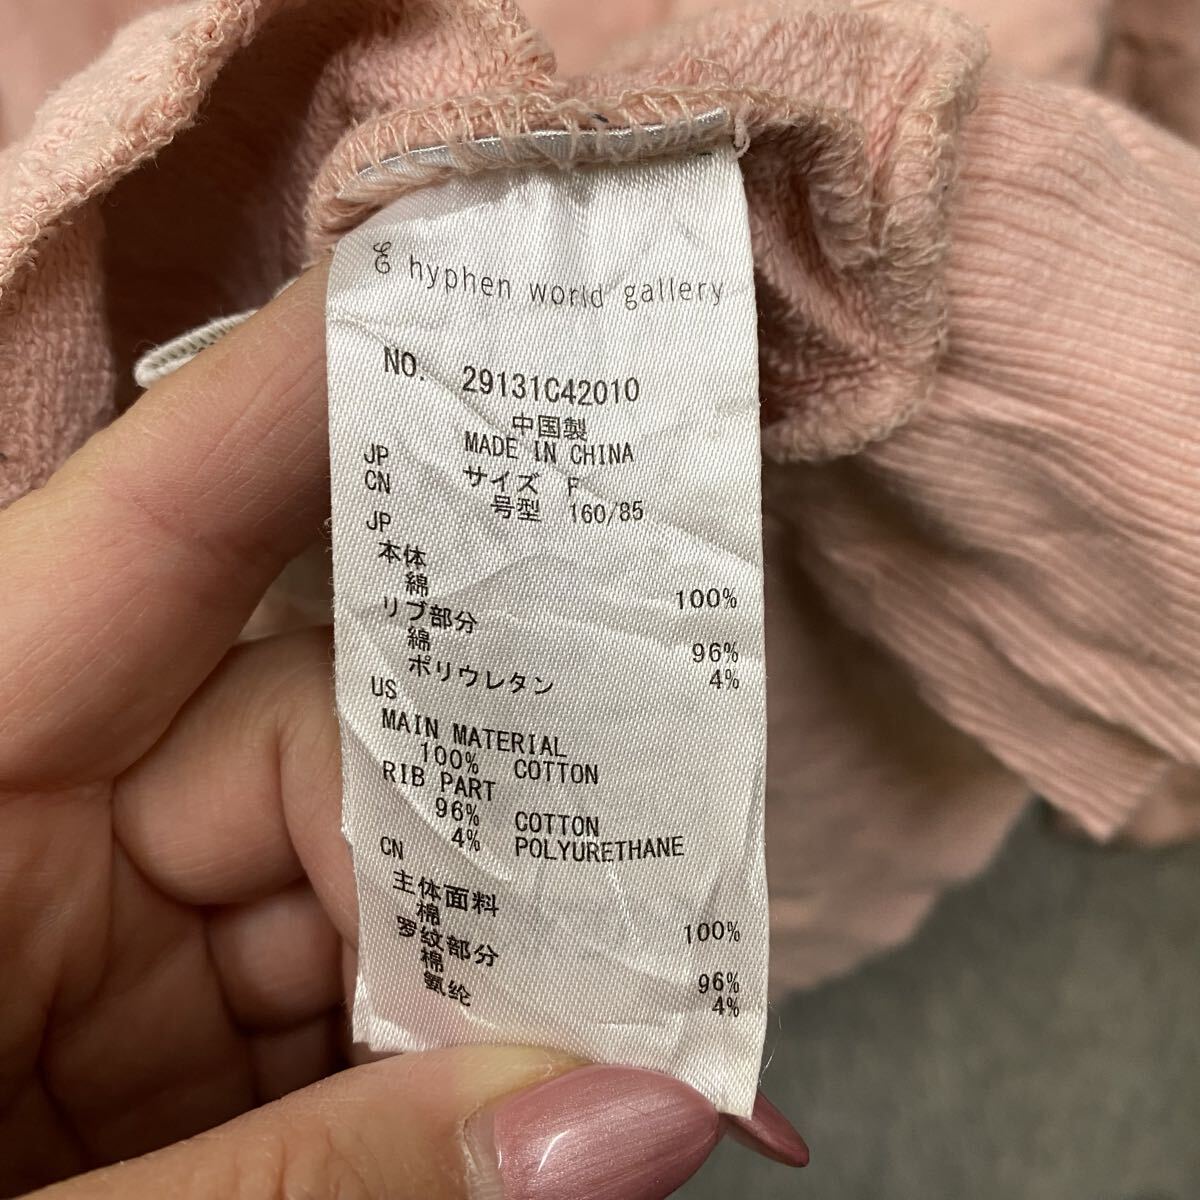 E hyphen world gallery
NO. 29131C42010
中国製
MADE IN CHINA
JP サイズ F
CN 号型 160/85
JP
本体
綿 100%
リブ部分
綿 96%
ポリウレタン 4%
US
MAIN MATERIAL
100% COTTON
RIB PART
96% COTTON
4% POLYURETHANE
CN
主体面料
棉 100%
罗纹部分
棉 96%
氨纶 4%